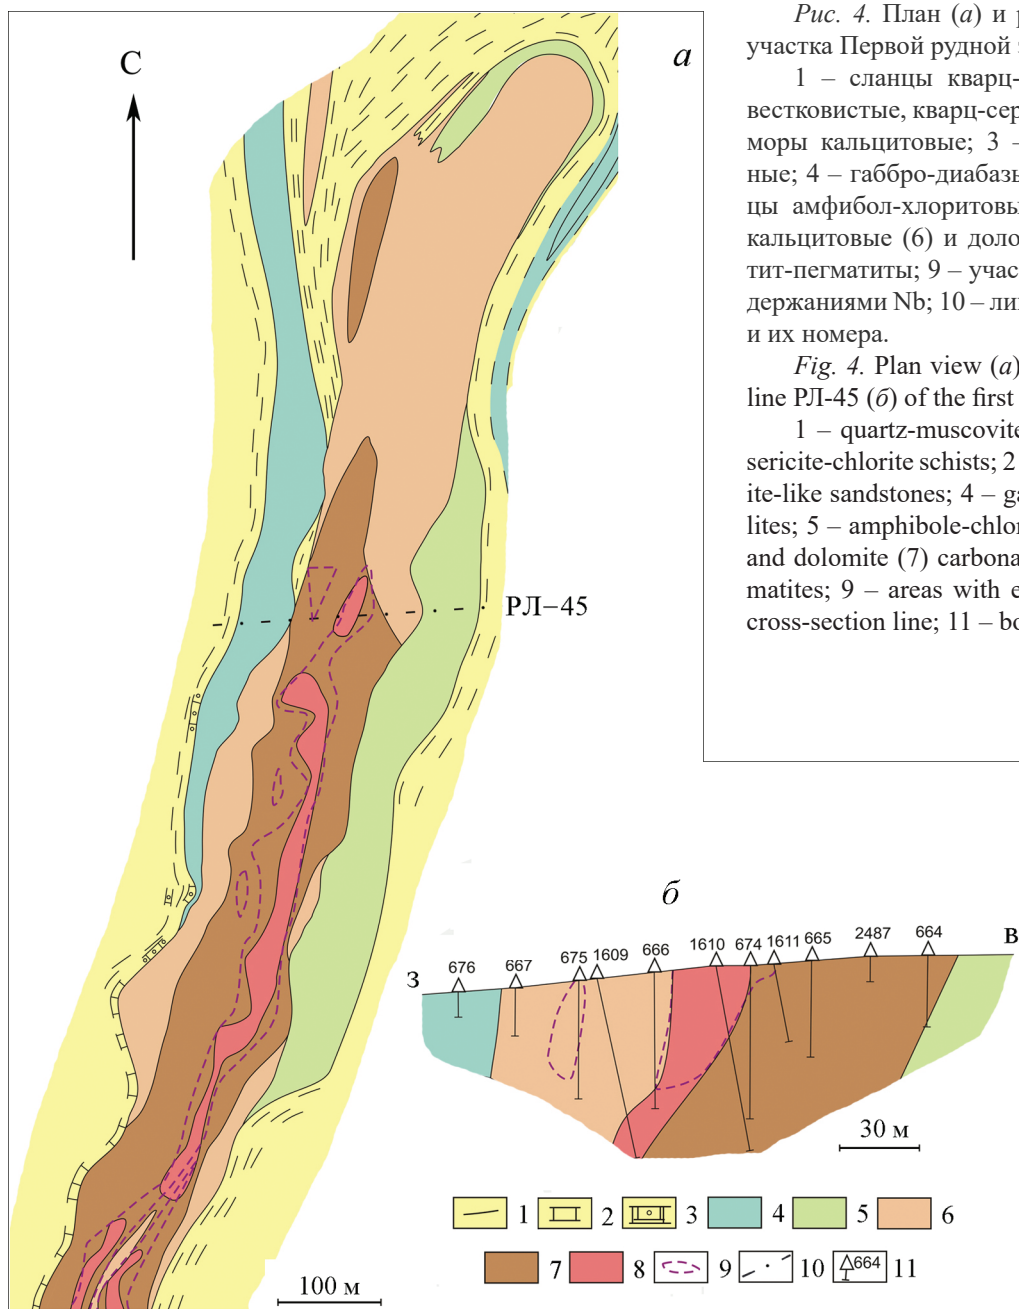 С
а
РЛ–45
100 м
Рис. 4. План (а) и
участка Первой рудной
1 – сланцы кварц-
вестковистые, кварц-сер
моры кальцитовые; 3 –
ные; 4 – габбро-диабазы
цы амфибол-хлоритовы
кальцитовые (6) и доло
тит-пегматиты; 9 – учас
держаниями Nb; 10 – ли
и их номера.
Fig. 4. Plan view (а)
line РЛ-45 (б) of the first
1 – quartz-muscovite
sericite-chlorite schists; 2
ite-like sandstones; 4 – ga
lites; 5 – amphibole-chlor
and dolomite (7) carbona
matites; 9 – areas with e
cross-section line; 11 – bo
б
З
В
676
667
675
1609
666
1610
674
1611
665
2487
664
30 м
1
2
3
4
5
6
7
8
9
10
664
11